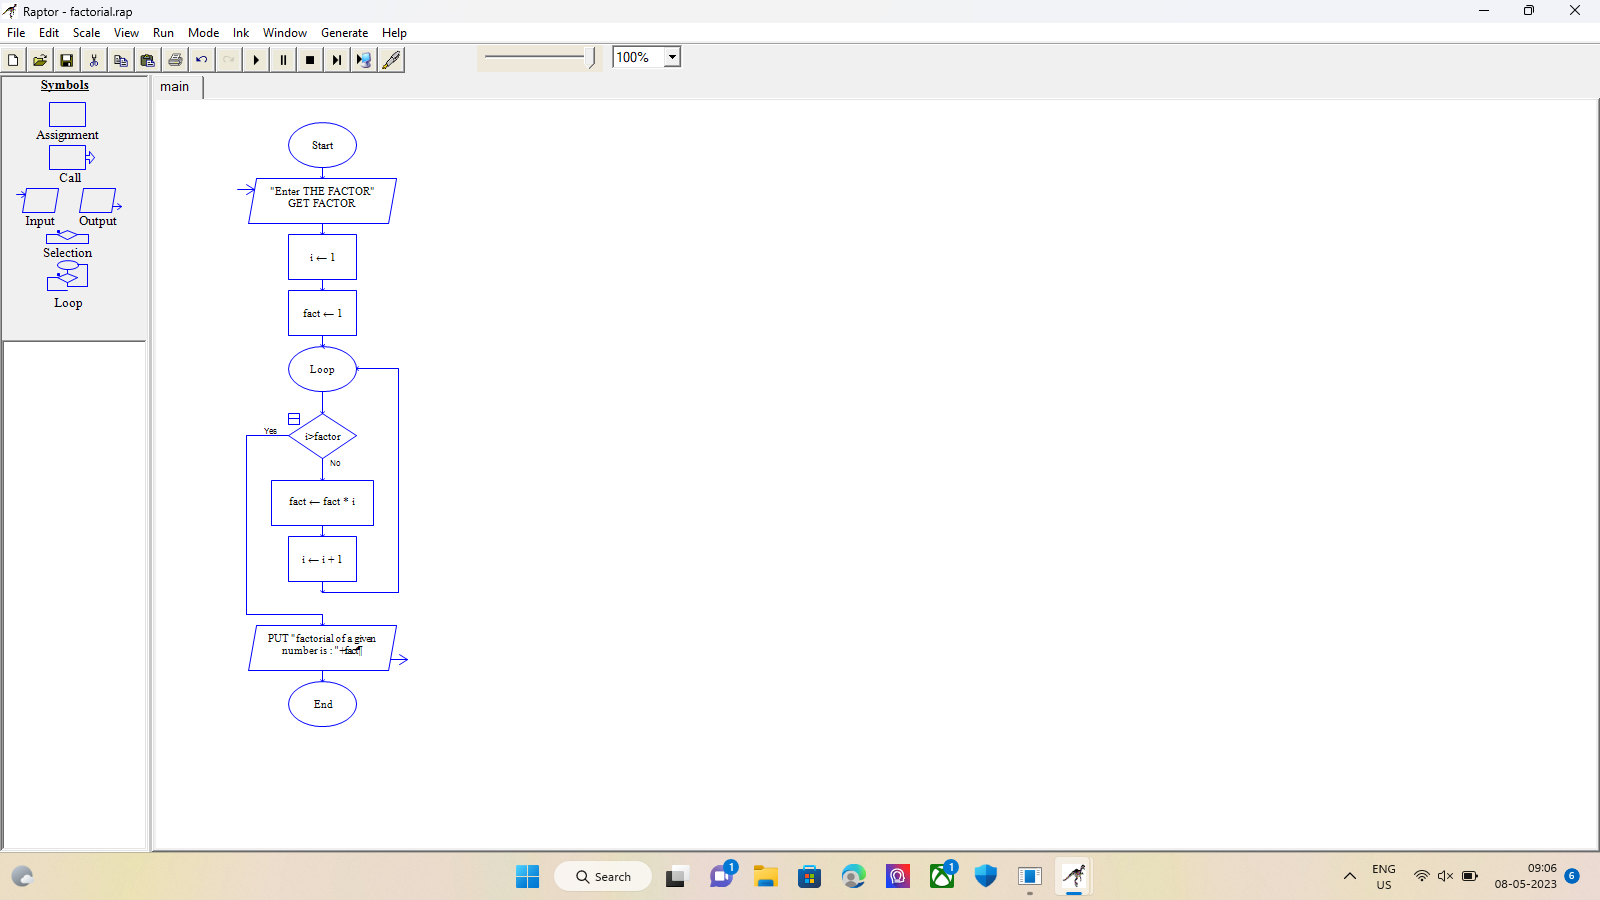 Raptor - factorial.rap
File Edit Scale View Run Mode Ink Window Generate Help
100%
Symbols
Assignment
Call
Input Output
Selection
Loop
main
Start
"Enter THE FACTOR"
GET FACTOR
i ← 1
fact ← 1
Loop
Yes
i>factor
No
fact ← fact * i
i ← i + 1
PUT "factorial of a given
number is : "+fact¶
End
Search
1
1
ENG
US
09:06
08-05-2023
6